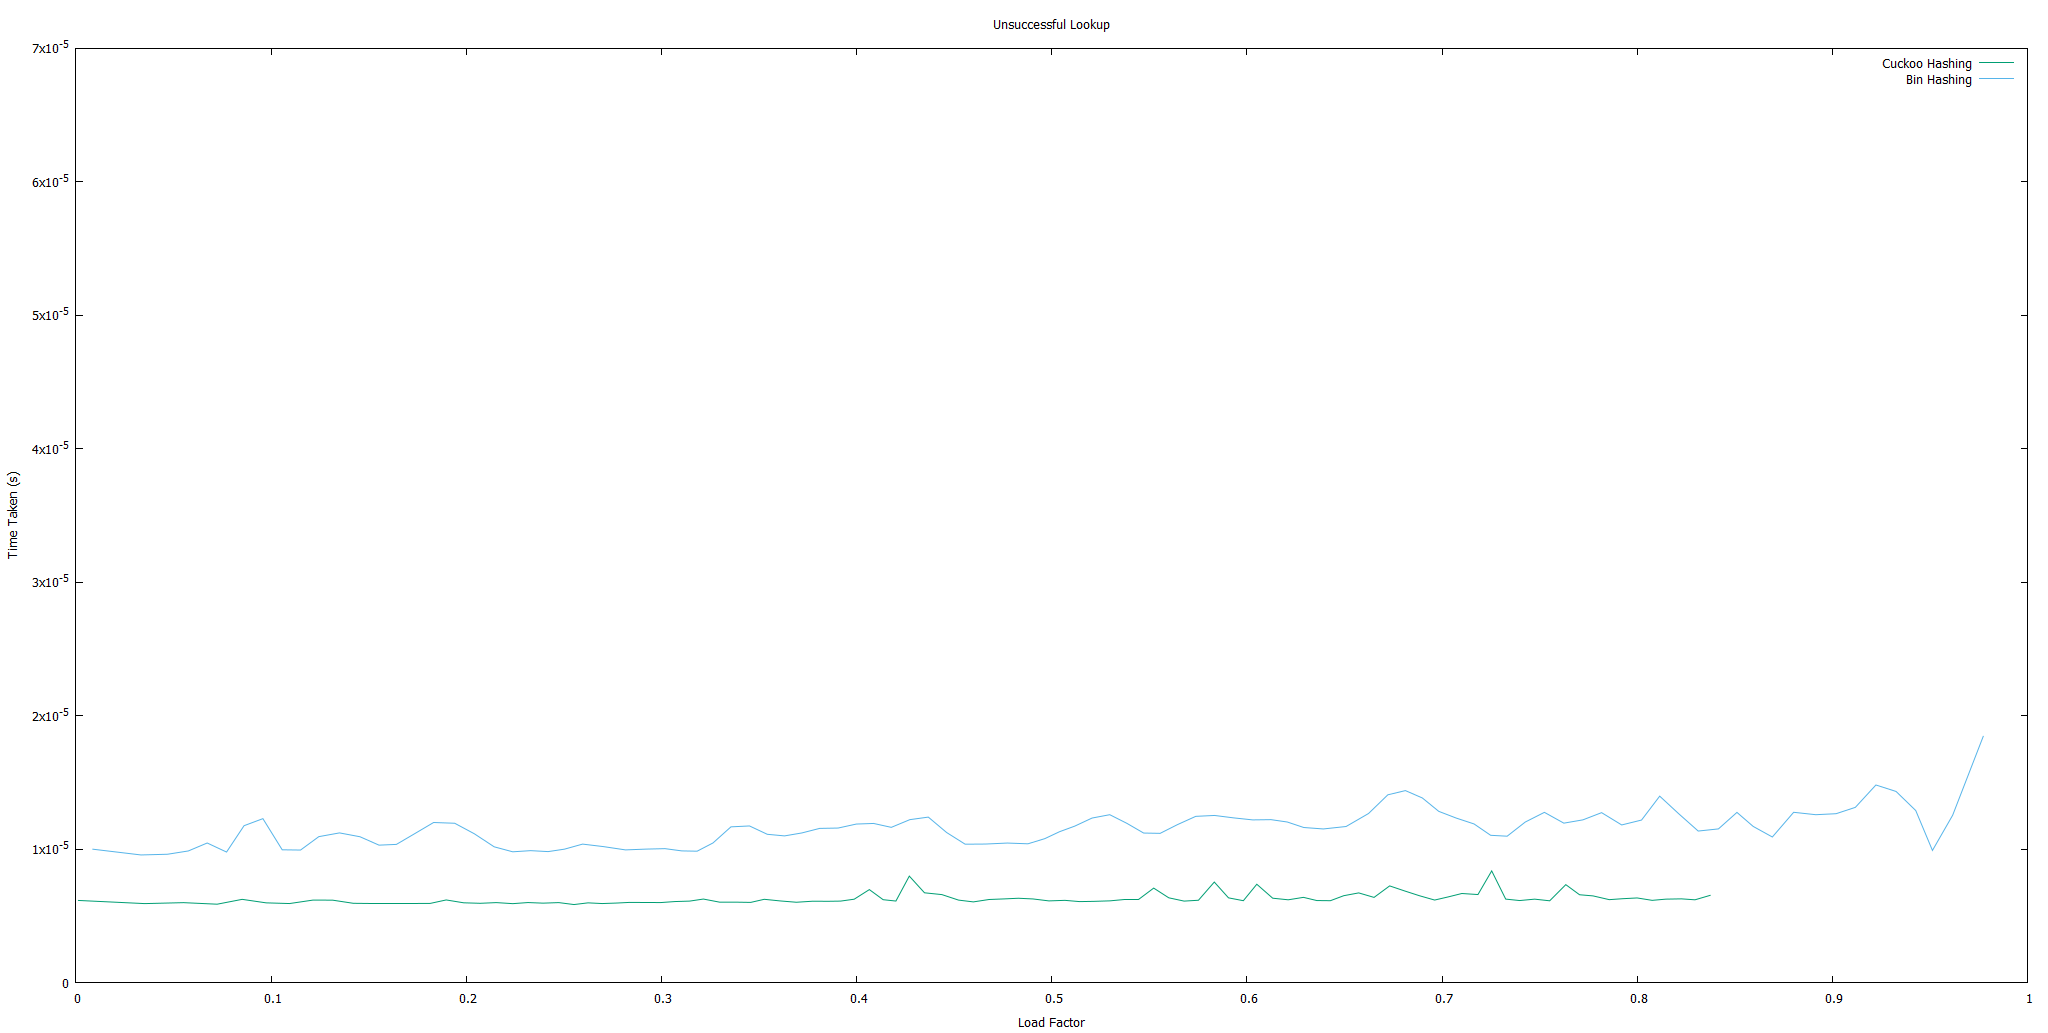 Unsuccessful Lookup
7x10-5
6x10-5
5x10-5
4x10-5
3x10-5
2x10-5
1x10-5
0
Time Taken (s)
Cuckoo Hashing
Bin Hashing
0 0.1 0.2 0.3 0.4 0.5 0.6 0.7 0.8 0.9 1
Load Factor